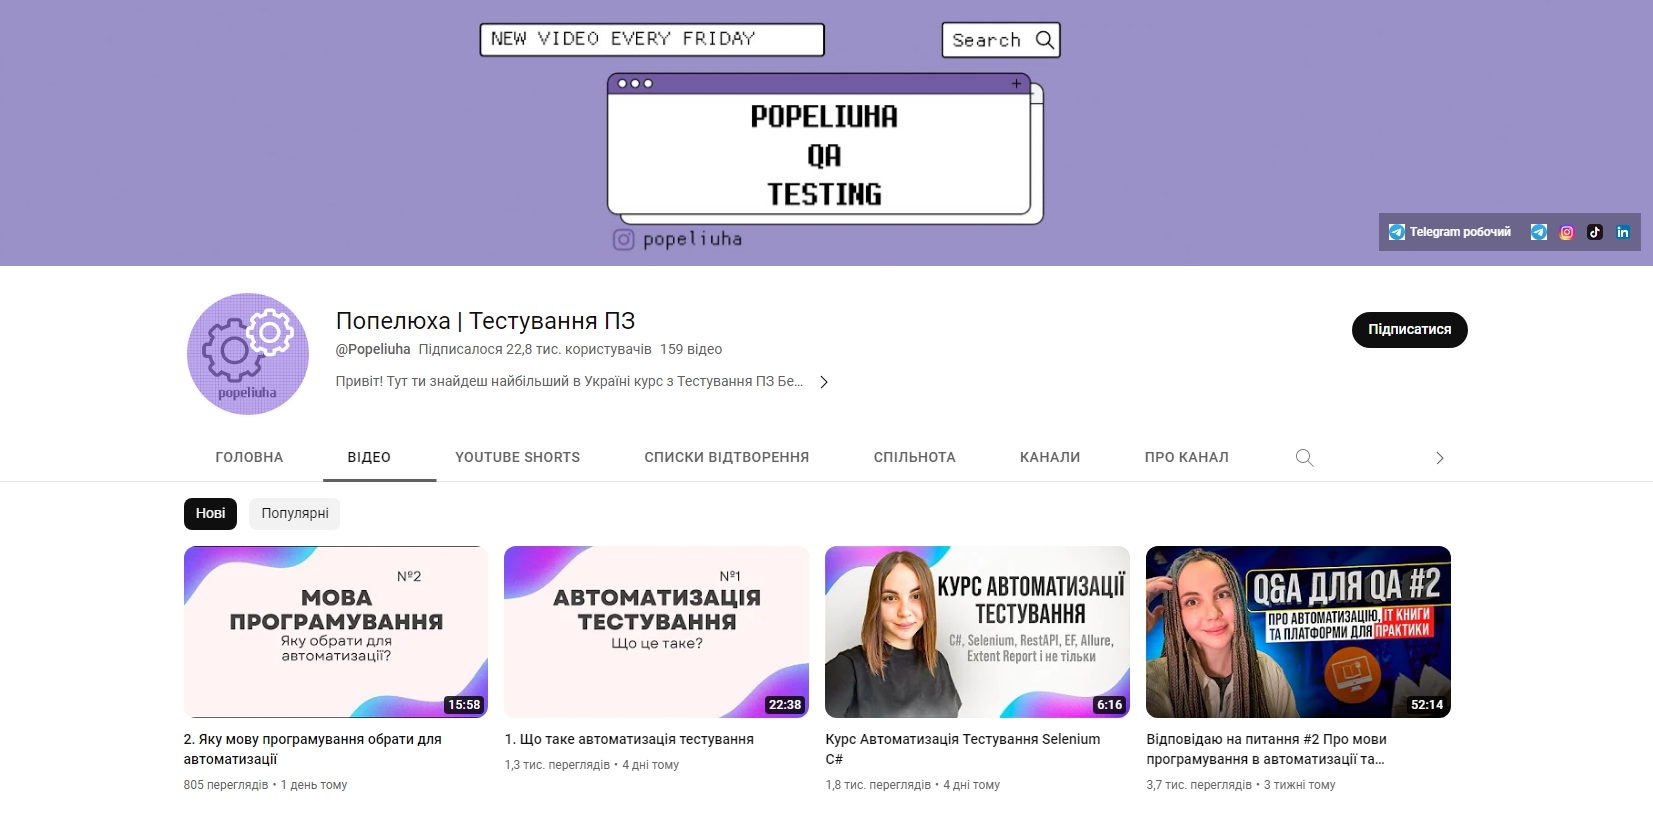 NEW VIDEO EVERY FRIDAY
Search
POPELIUHA
QA
TESTING
popeliuha
Telegram робочий
popeliuha
Попелюха | Тестування ПЗ
@Popeliuha Підписалося 22,8 тис. користувачів 159 відео
Привіт! Тут ти знайдеш найбільший в Україні курс з Тестування ПЗ Бе...
Підписатися
ГОЛОВНА ВІДЕО YOUTUBE SHORTS СПИСКИ ВІДТВОРЕННЯ СПІЛЬНОТА КАНАЛИ ПРО КАНАЛ
Нові Популярні
№2
МОВА
ПРОГРАМУВАННЯ
Яку обрати для
автоматизації?
15:58
2. Яку мову програмування обрати для
автоматизації
805 переглядів • 1 день тому
№1
АВТОМАТИЗАЦІЯ
ТЕСТУВАННЯ
Що це таке?
22:38
1. Що таке автоматизація тестування
1,3 тис. переглядів • 4 дні тому
КУРС АВТОМАТИЗАЦІЇ
ТЕСТУВАННЯ
C#, Selenium, RestAPI, EF, Allure,
Extent Report і не тільки
6:16
Курс Автоматизація Тестування Selenium
C#
1,8 тис. переглядів • 4 дні тому
Q&A ДЛЯ QA #2
ПРО АВТОМАТИЗАЦІЮ, ІТ КНИГИ
ТА ПЛАТФОРМИ ДЛЯ ПРАКТИКИ
52:14
Відповідаю на питання #2 Про мови
програмування в автоматизації та...
3,7 тис. переглядів • 3 тижні тому